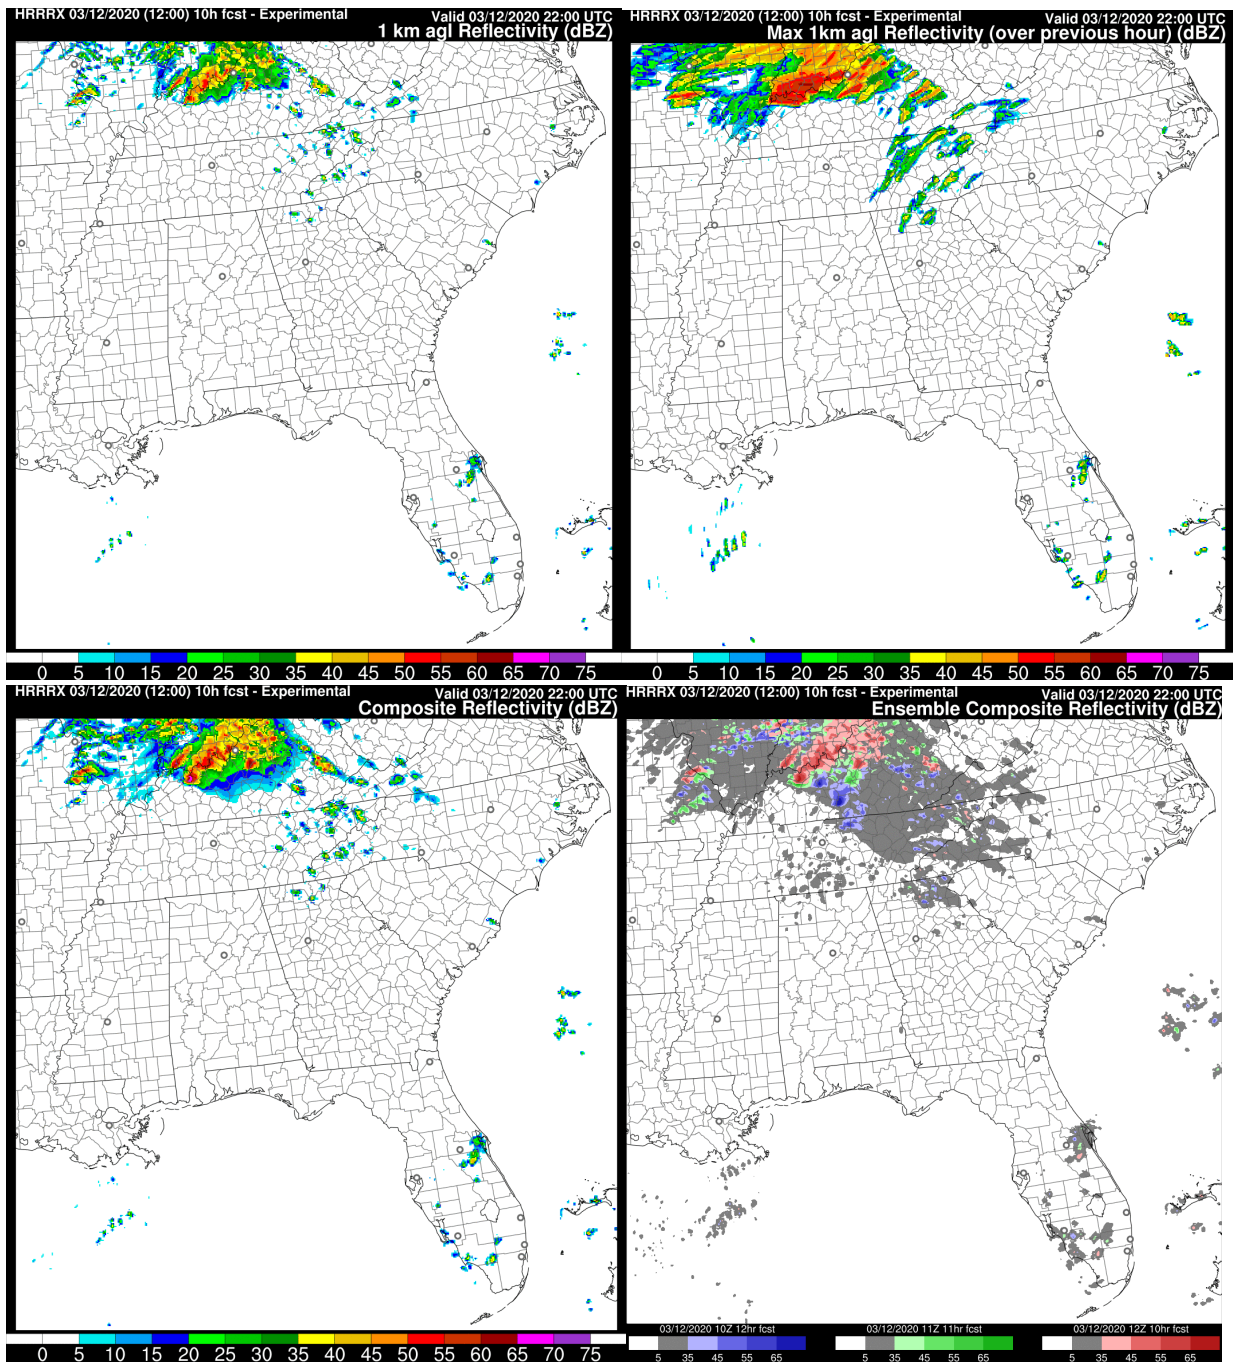 HRRRX 03/12/2020 (12:00) 10h fcst - Experimental
Valid 03/12/2020 22:00 UTC
1 km agl Reflectivity (dBZ)
0 5 10 15 20 25 30 35 40 45 50 55 60 65 70 75
HRRRX 03/12/2020 (12:00) 10h fcst - Experimental
Valid 03/12/2020 22:00 UTC
Max 1km agl Reflectivity (over previous hour) (dBZ)
0 5 10 15 20 25 30 35 40 45 50 55 60 65 70 75
HRRRX 03/12/2020 (12:00) 10h fcst - Experimental
Valid 03/12/2020 22:00 UTC
Composite Reflectivity (dBZ)
0 5 10 15 20 25 30 35 40 45 50 55 60 65 70 75
HRRRX 03/12/2020 (12:00) 10h fcst - Experimental
Valid 03/12/2020 22:00 UTC
Ensemble Composite Reflectivity (dBZ)
03/12/2020 10Z 12hr fcst
5 35 45 55 65
03/12/2020 11Z 11hr fcst
5 35 45 55 65
03/12/2020 12Z 10hr fcst
5 35 45 55 65